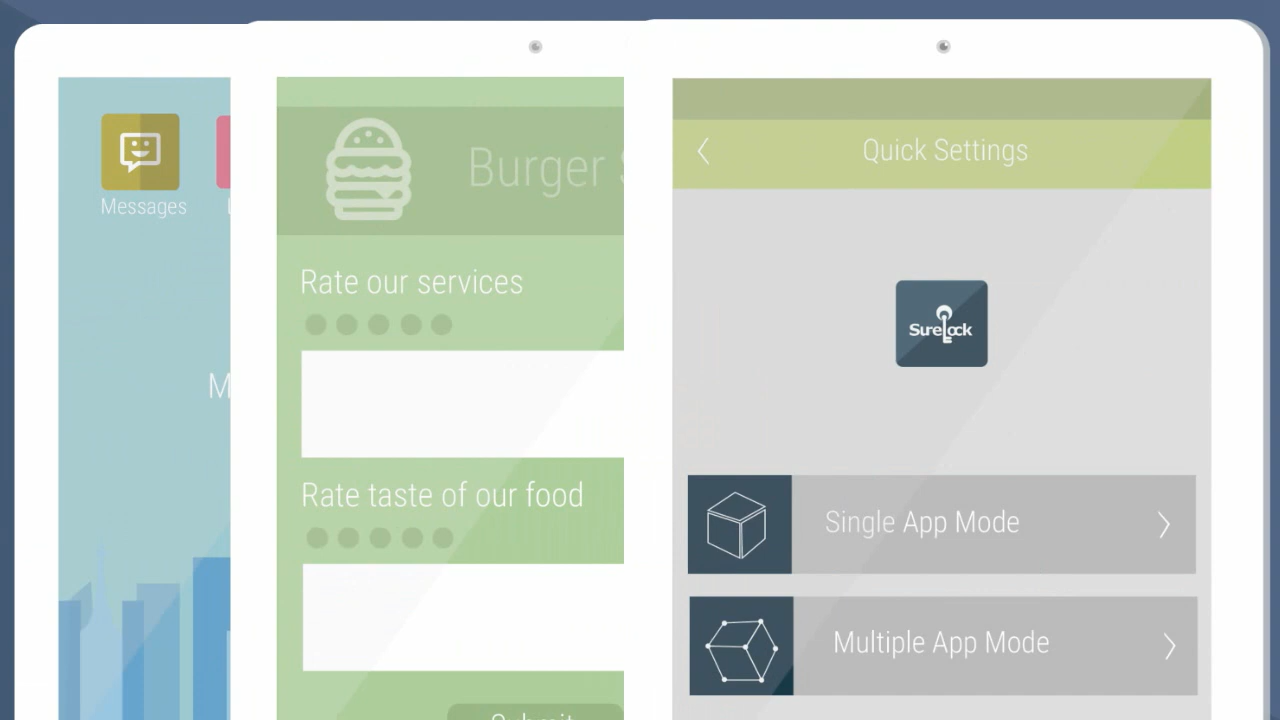 Messages
M
Burger
Rate our services
Rate taste of our food
Submit
Quick Settings
SureLock
Single App Mode
Multiple App Mode